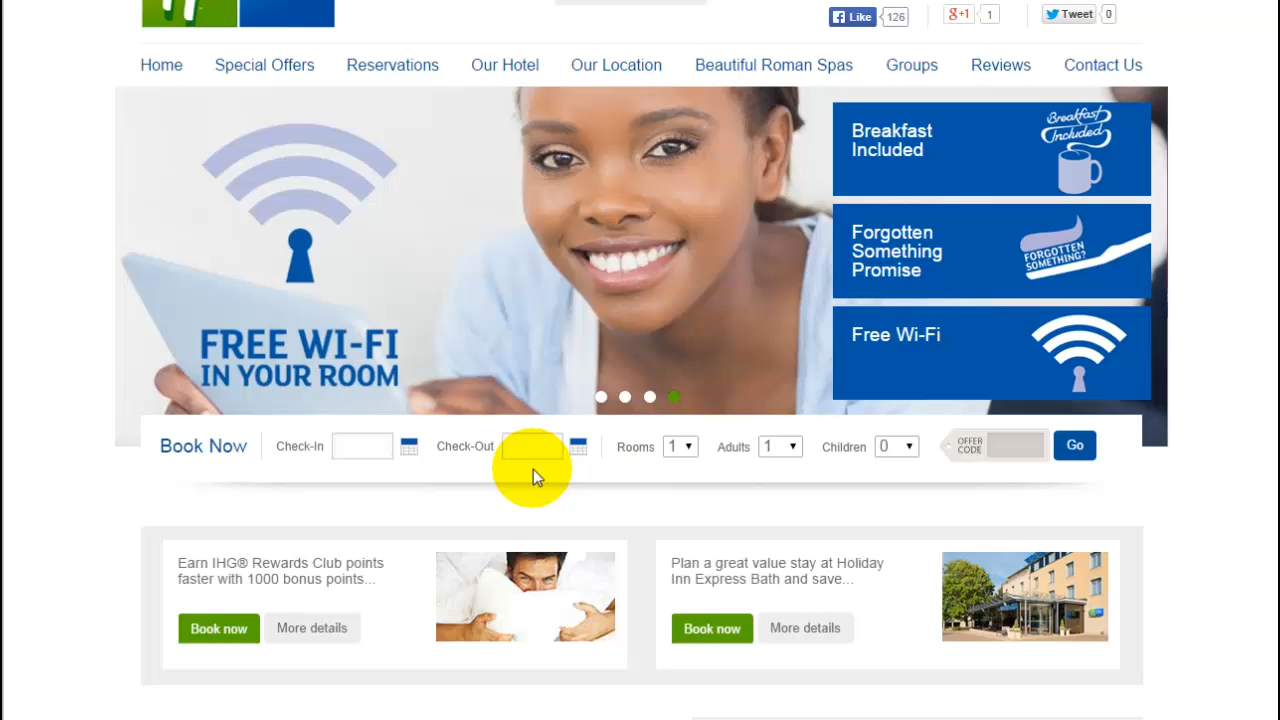 Like 126
g+1 1
Tweet 0
Home Special Offers Reservations Our Hotel Our Location Beautiful Roman Spas Groups Reviews Contact Us
FREE WI-FI
IN YOUR ROOM
Breakfast
Included
Breakfast
Included
Forgotten
Something
Promise
FORGOTTEN
SOMETHING?
Free Wi-Fi
Book Now Check-In Check-Out Rooms 1 Adults 1 Children 0 OFFER
CODE Go
Earn IHG® Rewards Club points
faster with 1000 bonus points...
Book now More details
Plan a great value stay at Holiday
Inn Express Bath and save...
Book now More details